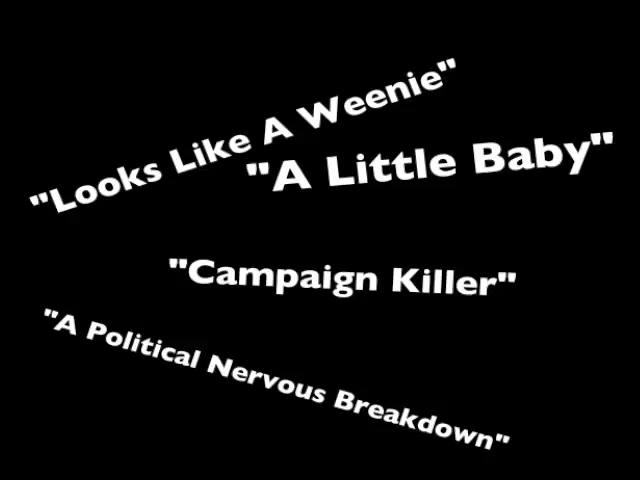 "Looks Like A Weenie"
"A Little Baby"
"Campaign Killer"
"A Political Nervous Breakdown"